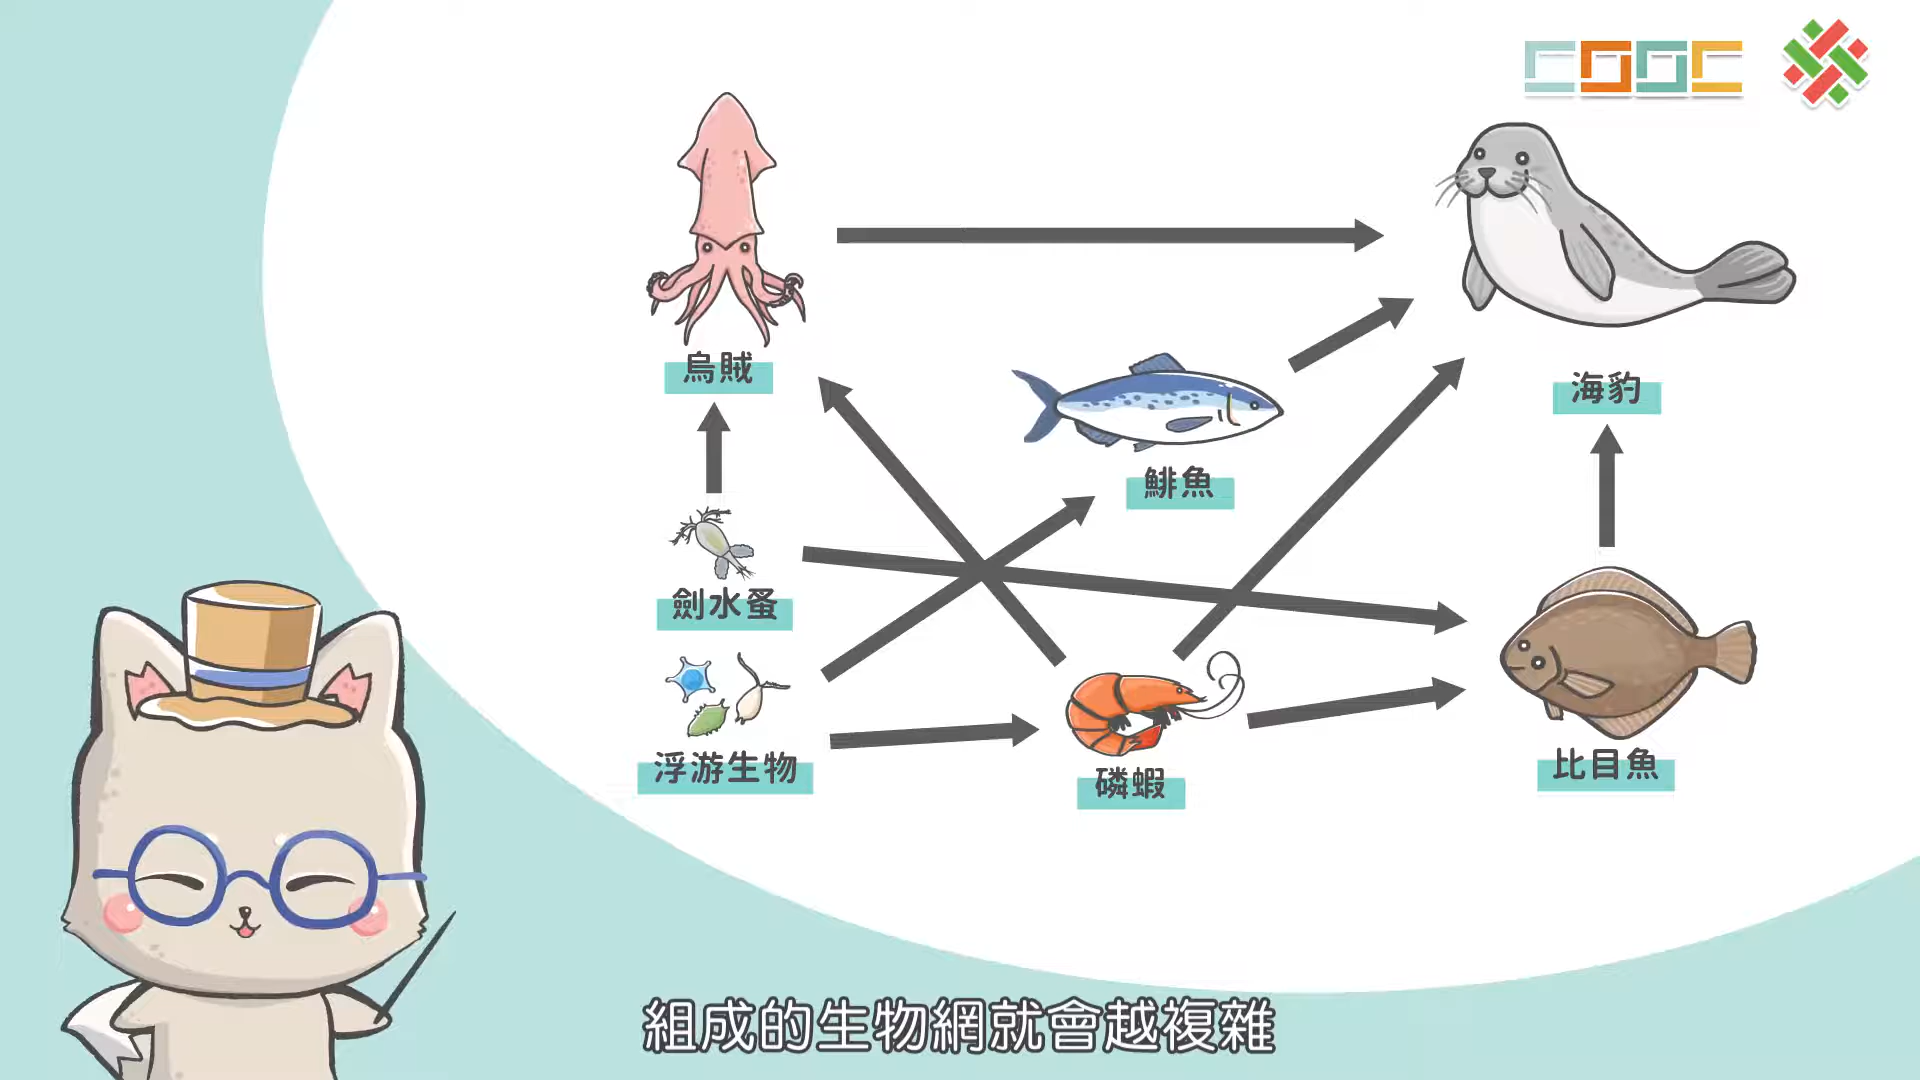 COOC
烏賊
海豹
鯡魚
劍水蚤
浮游生物
磷蝦
比目魚
組成的生物網就會越複雜